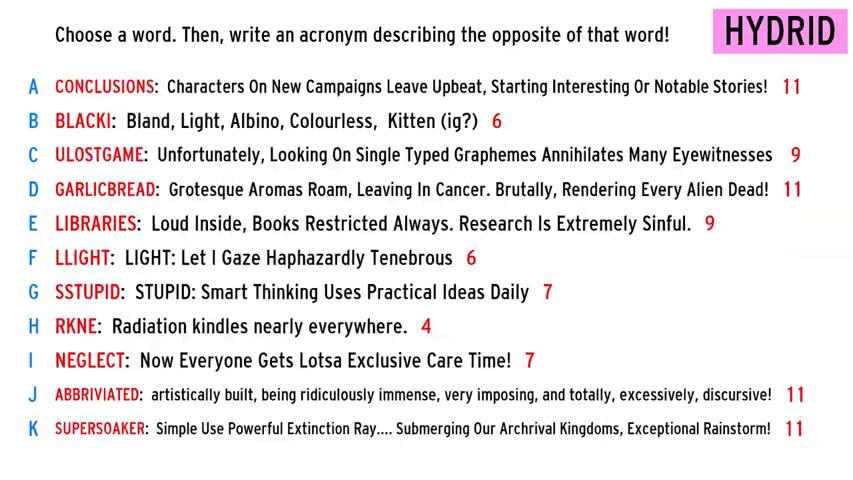 Choose a word. Then, write an acronym describing the opposite of that word!
HYDRID
A CONCLUSIONS: Characters On New Campaigns Leave Upbeat, Starting Interesting Or Notable Stories! 11
B BLACKI: Bland, Light, Albino, Colourless, Kitten (ig?) 6
C ULOSTGAME: Unfortunately, Looking On Single Typed Graphemes Annihilates Many Eyewitnesses 9
D GARLICBREAD: Grotesque Aromas Roam, Leaving In Cancer. Brutally, Rendering Every Alien Dead! 11
E LIBRARIES: Loud Inside, Books Restricted Always. Research Is Extremely Sinful. 9
F LLIGHT: LIGHT: Let I Gaze Haphazardly Tenebrous 6
G SSTUPID: STUPID: Smart Thinking Uses Practical Ideas Daily 7
H RKNE: Radiation kindles nearly everywhere. 4
I NEGLECT: Now Everyone Gets Lotsa Exclusive Care Time! 7
J ABBRIVIATED: artistically built, being ridiculously immense, very imposing, and totally, excessively, discursive! 11
K SUPERSOAKER: Simple Use Powerful Extinction Ray.... Submerging Our Archrival Kingdoms, Exceptional Rainstorm! 11